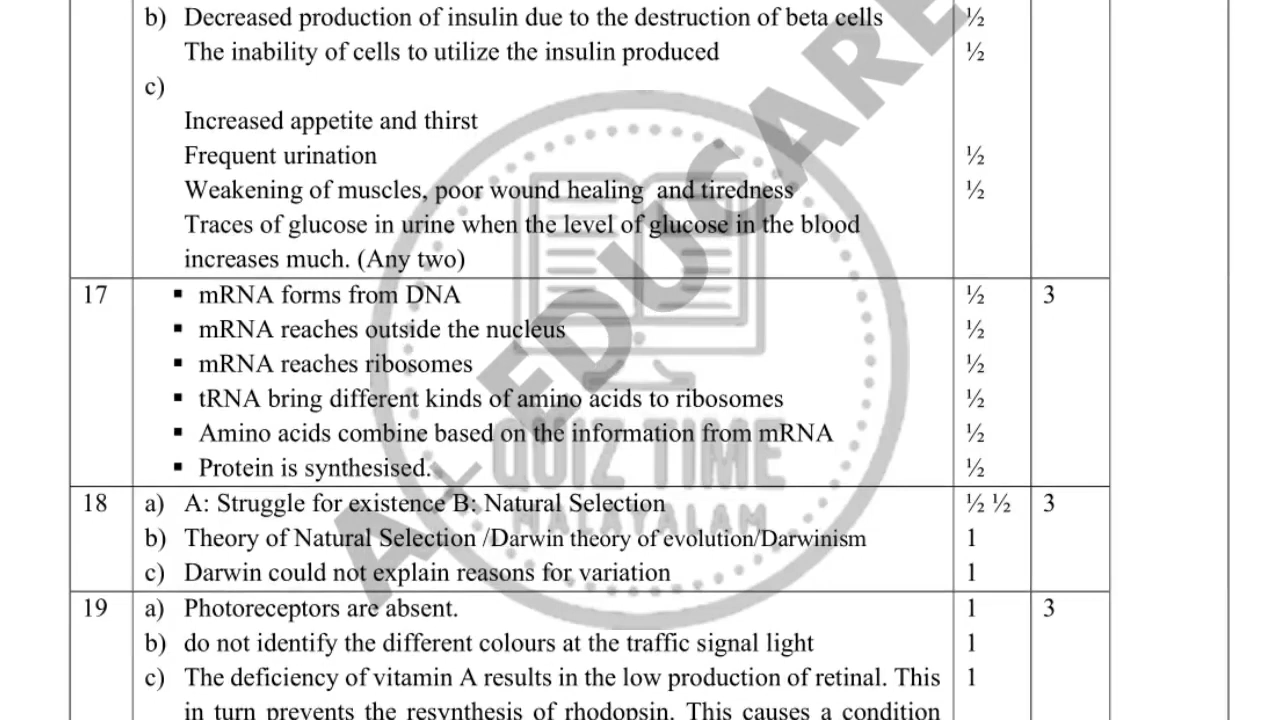 b) Decreased production of insulin due to the destruction of beta cells ½
The inability of cells to utilize the insulin produced ½
c)
Increased appetite and thirst
Frequent urination ½
Weakening of muscles, poor wound healing and tiredness ½
Traces of glucose in urine when the level of glucose in the blood
increases much. (Any two)
17 ▪ mRNA forms from DNA ½ 3
▪ mRNA reaches outside the nucleus ½
▪ mRNA reaches ribosomes ½
▪ tRNA bring different kinds of amino acids to ribosomes ½
▪ Amino acids combine based on the information from mRNA ½
▪ Protein is synthesised. ½
18 a) A: Struggle for existence B: Natural Selection ½ ½ 3
b) Theory of Natural Selection /Darwin theory of evolution/Darwinism 1
c) Darwin could not explain reasons for variation 1
19 a) Photoreceptors are absent. 1 3
b) do not identify the different colours at the traffic signal light 1
c) The deficiency of vitamin A results in the low production of retinal. This 1
in turn prevents the resynthesis of rhodopsin. This causes a condition
A+ EDUCARE
QUIZ TIME
MALAYALAM